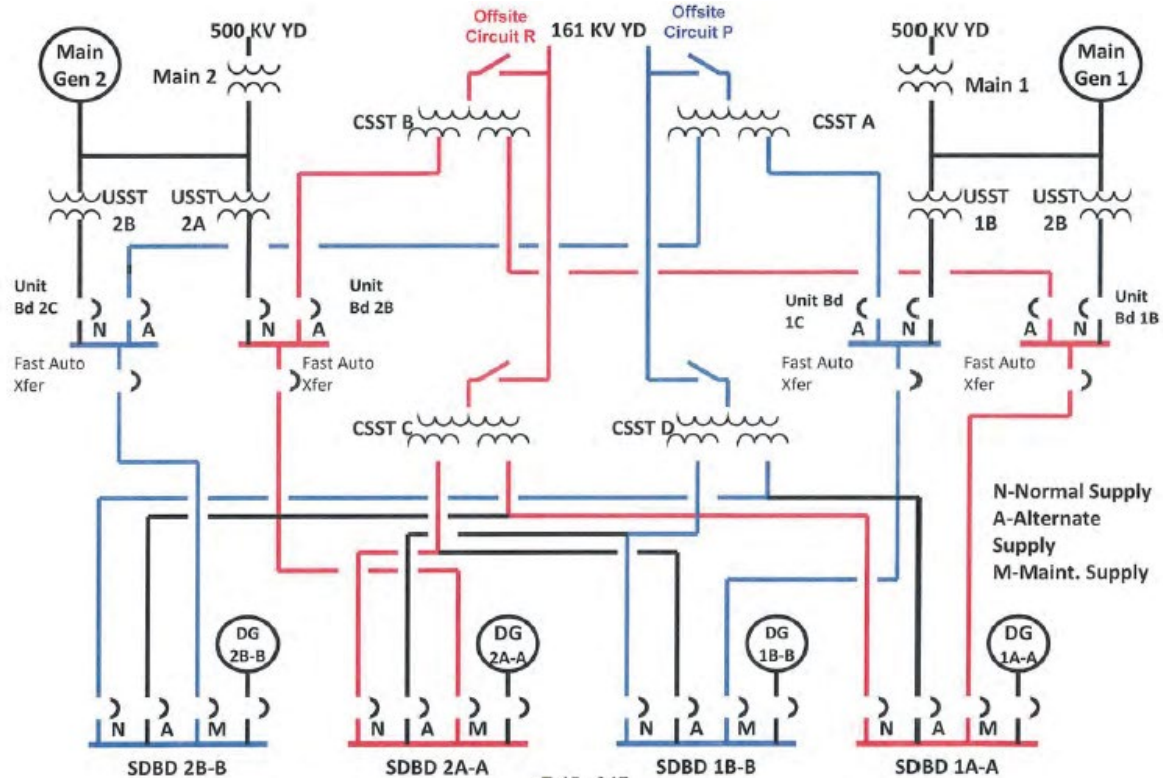 Offsite
Circuit R
161 KV YD
Offsite
Circuit P
500 KV YD
500 KV YD
Main
Gen 2
Main 2
Main 1
Main
Gen 1
CSST B
CSST A
USST
2B
USST
2A
USST
1B
USST
2B
Unit
Bd 2C
N
A
N
A
Unit
Bd 2B
Unit Bd
1C
A
N
A
N
Unit
Bd 1B
Fast Auto
Xfer
Fast Auto
Xfer
Fast Auto
Xfer
Fast Auto
Xfer
CSST C
CSST D
N-Normal Supply
A-Alternate
Supply
M-Maint. Supply
DG
2B-B
DG
2A-A
DG
1B-B
DG
1A-A
N
A
M
N
A
M
N
A
M
N
A
M
SDBD 2B-B
SDBD 2A-A
SDBD 1B-B
SDBD 1A-A